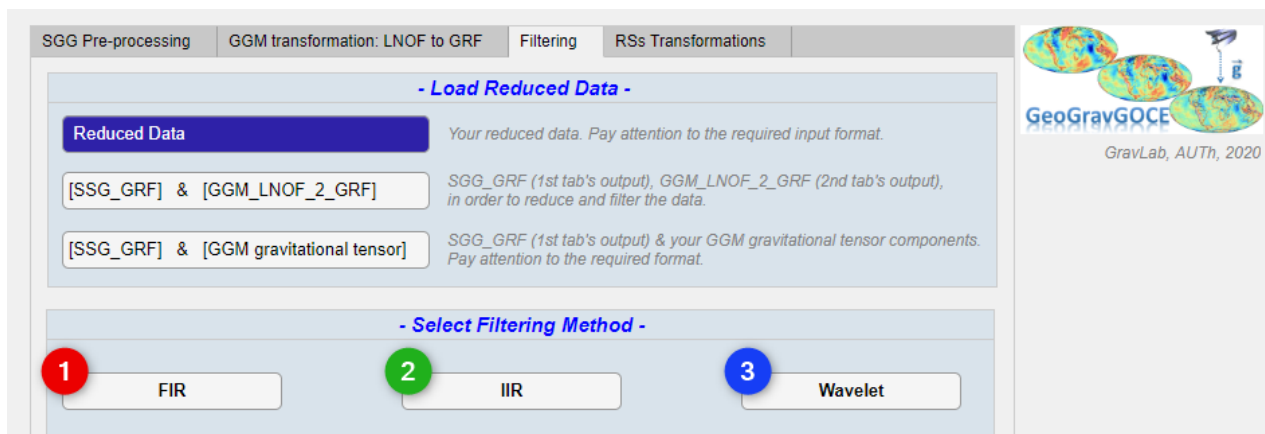 SGG Pre-processing
GGM transformation: LNOF to GRF
Filtering
RSs Transformations
- Load Reduced Data -
Reduced Data
Your reduced data. Pay attention to the required input format.
[SSG_GRF] & [GGM_LNOF_2_GRF]
SGG_GRF (1st tab's output), GGM_LNOF_2_GRF (2nd tab's output),
in order to reduce and filter the data.
[SSG_GRF] & [GGM gravitational tensor]
SGG_GRF (1st tab's output) & your GGM gravitational tensor components.
Pay attention to the required format.
- Select Filtering Method -
1
FIR
2
IIR
3
Wavelet
g
GeoGravGOCE
GravLab, AUTh, 2020